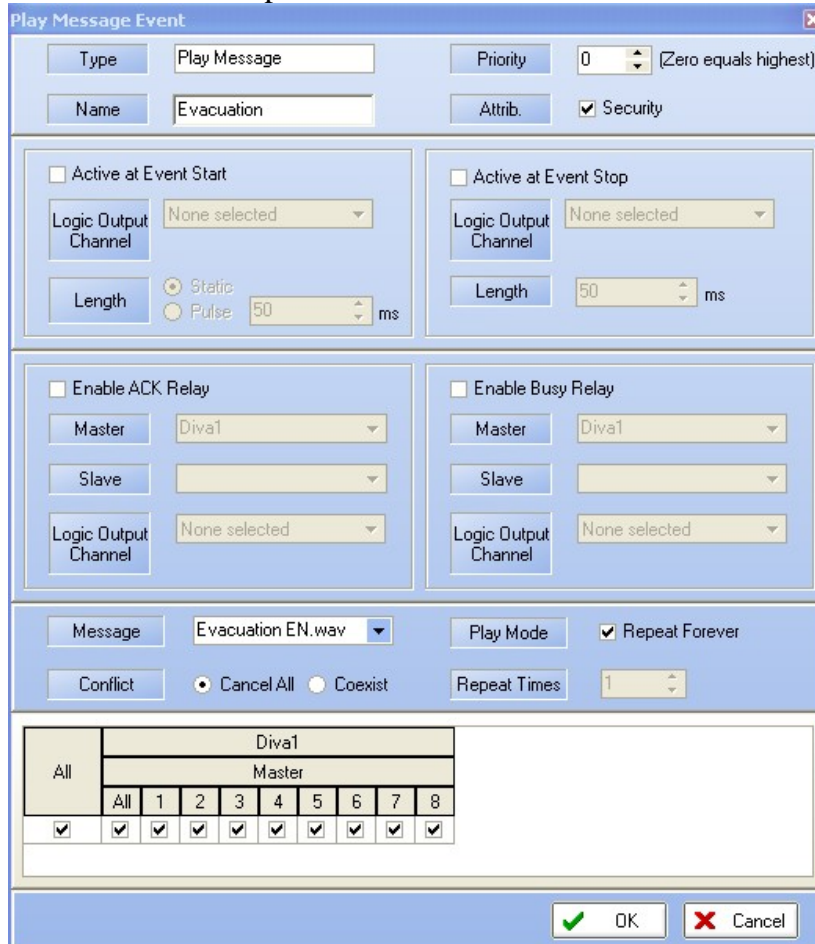 Play Message Event
Type Play Message Priority 0 (Zero equals highest)
Name Evacuation Attrib. Security
Active at Event Start Active at Event Stop
Logic Output Channel None selected Logic Output Channel None selected
Length Static Length 50 ms
Pulse 50 ms
Enable ACK Relay Enable Busy Relay
Master Diva1 Master Diva1
Slave Slave
Logic Output Channel None selected Logic Output Channel None selected
Message Evacuation EN.wav Play Mode Repeat Forever
Conflict Cancel All Coexist Repeat Times 1
All Diva1
Master
All 1 2 3 4 5 6 7 8
OK Cancel